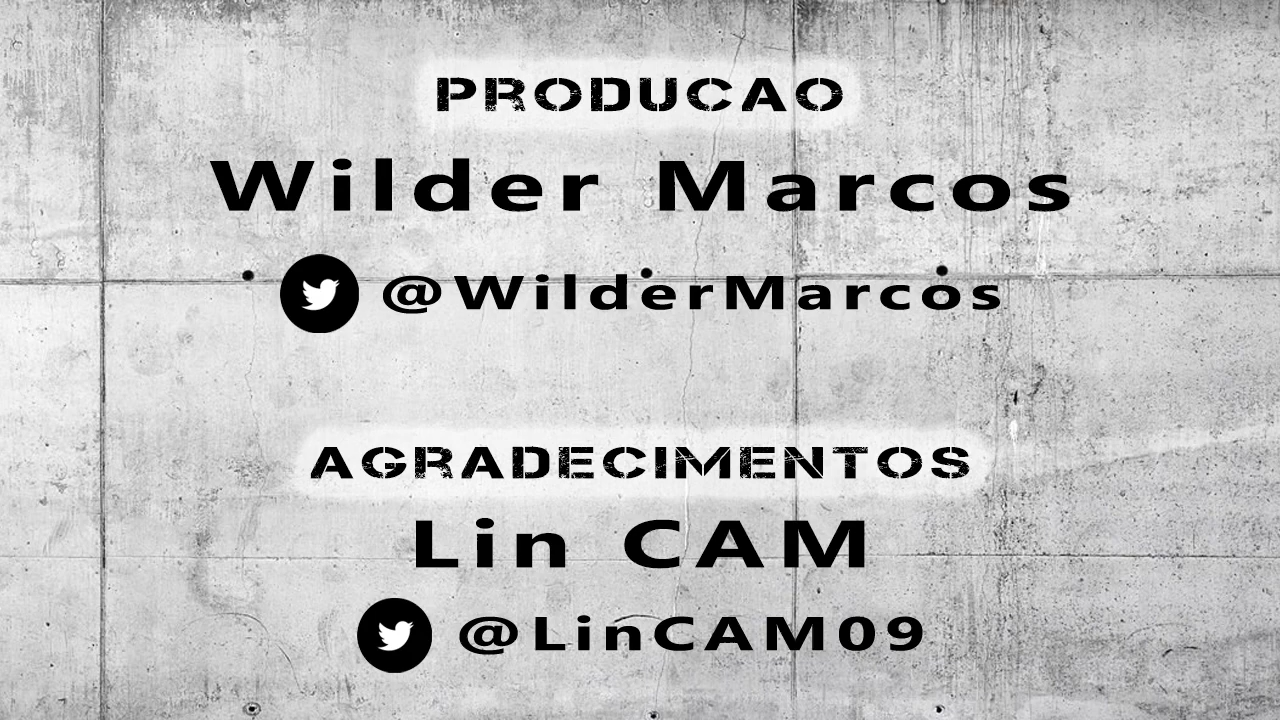 PRODUCAO
Wilder Marcos
@WilderMarcos
AGRADECIMENTOS
Lin CAM
@LinCAM09